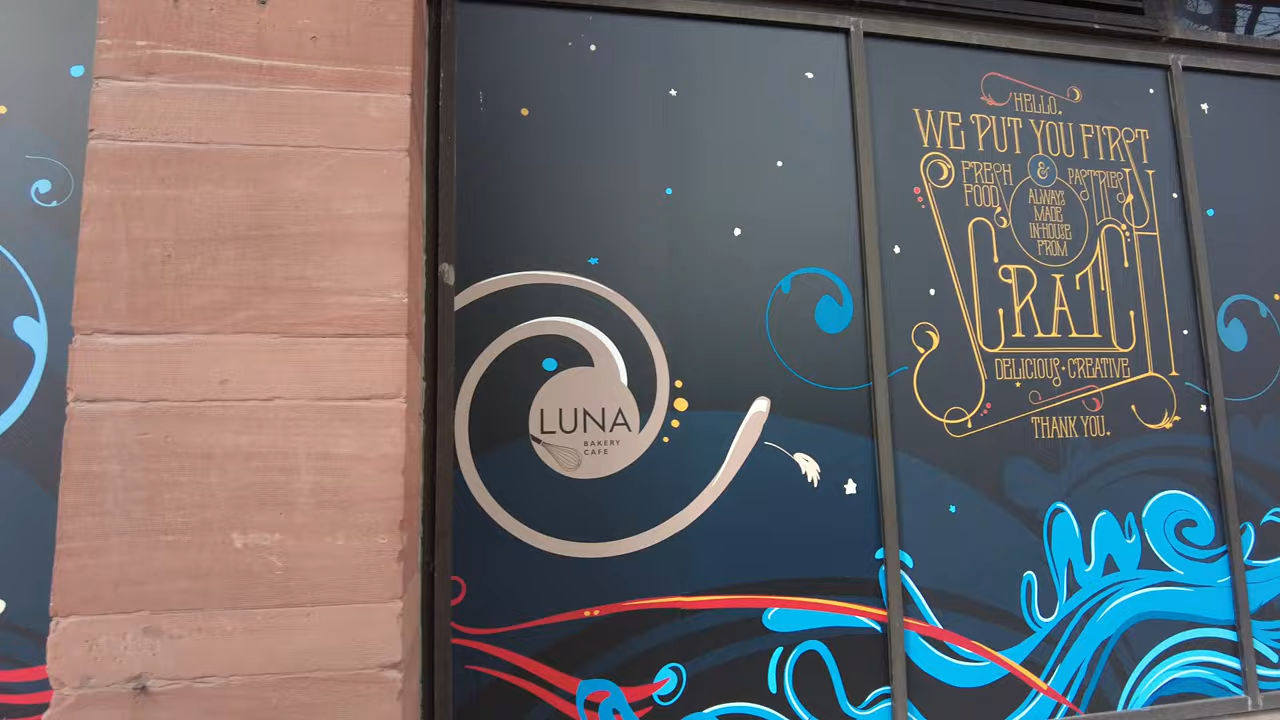 LUNA
BAKERY
CAFE
HELLO.
WE PUT YOU FIRST
FRESH & PASTRIES
FOOD
ALWAYS
MADE
IN-HOUSE
FROM
SCRATCH
DELICIOUS · CREATIVE
THANK YOU.